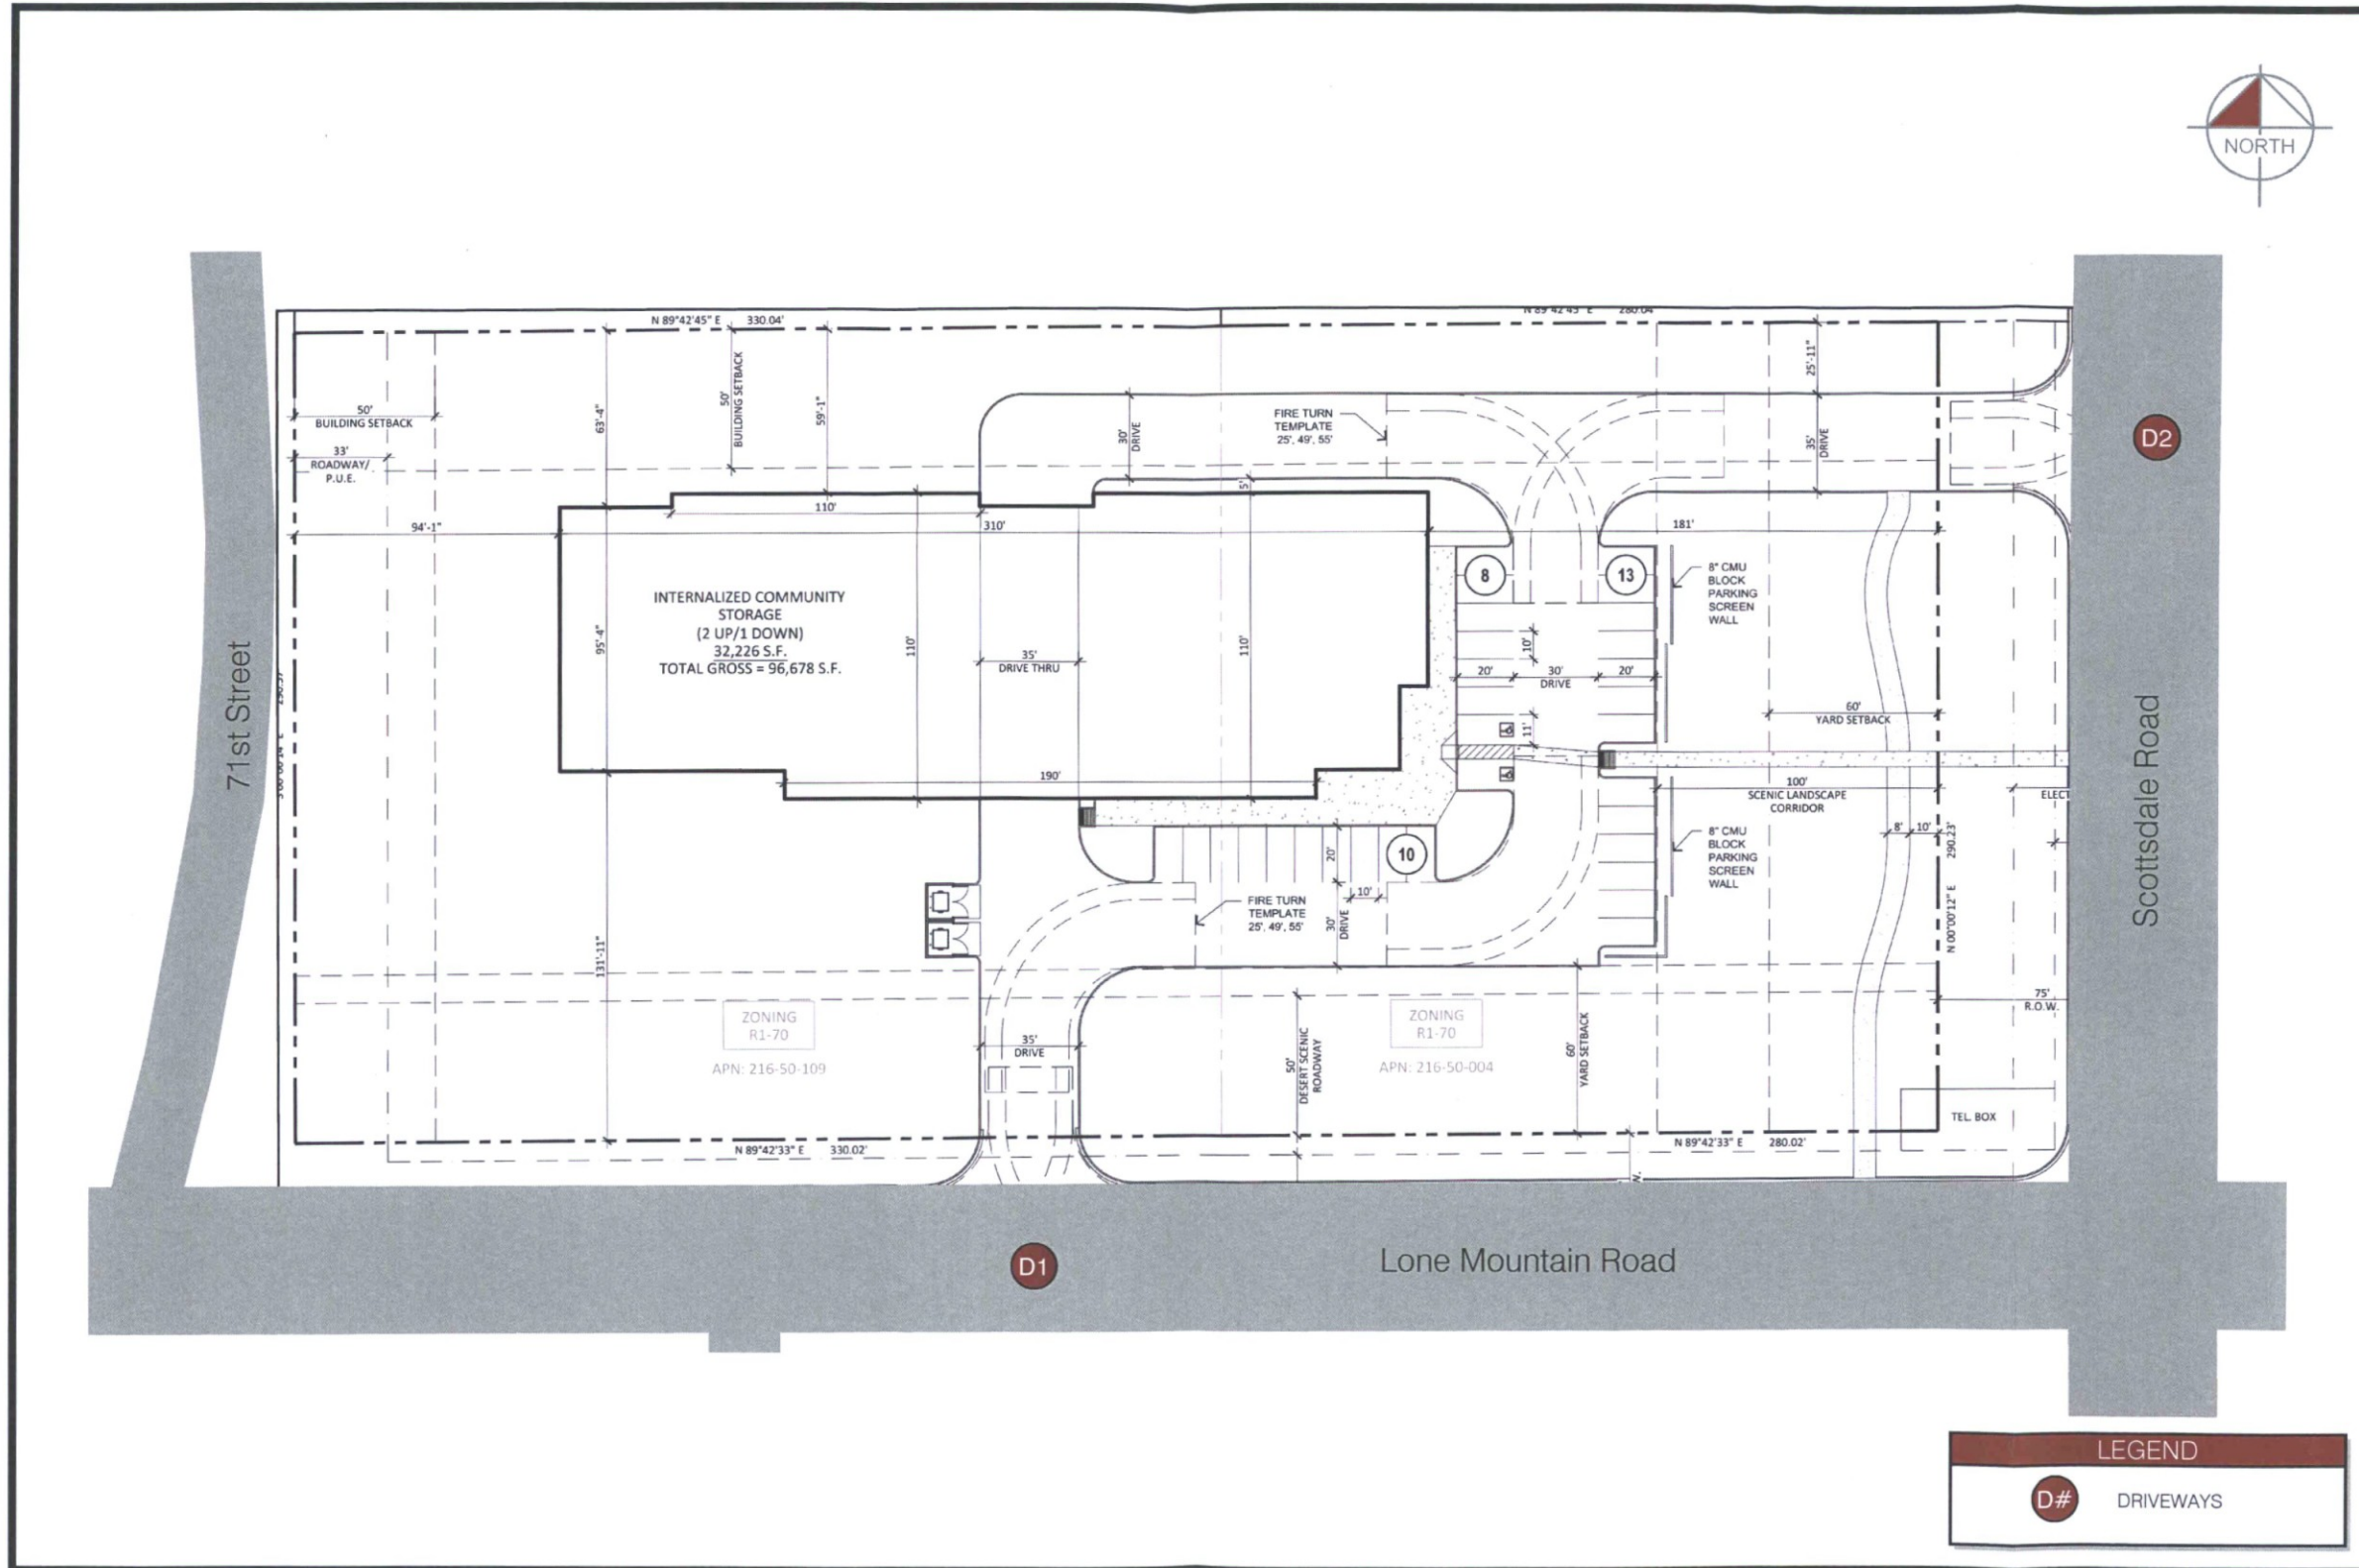 NORTH
N 89°42'45" E 330.04'
N 89°42'45" E 280.04'
50'
BUILDING SETBACK
33'
ROADWAY/
P.U.E.
63'-4"
50'
BUILDING SETBACK
59'-1"
30'
DRIVE
FIRE TURN
TEMPLATE
25', 49', 55'
25'-11"
35'
DRIVE
D2
94'-1"
110'
310'
5'
181'
INTERNALIZED COMMUNITY
STORAGE
(2 UP/1 DOWN)
32,226 S.F.
TOTAL GROSS = 96,678 S.F.
95'-4"
110'
35'
DRIVE THRU
110'
8
13
8" CMU
BLOCK
PARKING
SCREEN
WALL
10'
20'
30'
DRIVE
20'
11'
60'
YARD SETBACK
71st Street
Scottsdale Road
190'
100'
SCENIC LANDSCAPE
CORRIDOR
ELECT
8" CMU
BLOCK
PARKING
SCREEN
WALL
8'
10'
N 00°00'12" E 290.23'
20'
10
10'
30'
DRIVE
FIRE TURN
TEMPLATE
25', 49', 55'
131'-11"
ZONING
R1-70
APN: 216-50-109
35'
DRIVE
50'
DESERT SCENIC
ROADWAY
ZONING
R1-70
APN: 216-50-004
60'
YARD SETBACK
75'
R.O.W.
TEL. BOX
N 89°42'33" E 330.02'
N 89°42'33" E 280.02'
D1
Lone Mountain Road
LEGEND
D# DRIVEWAYS